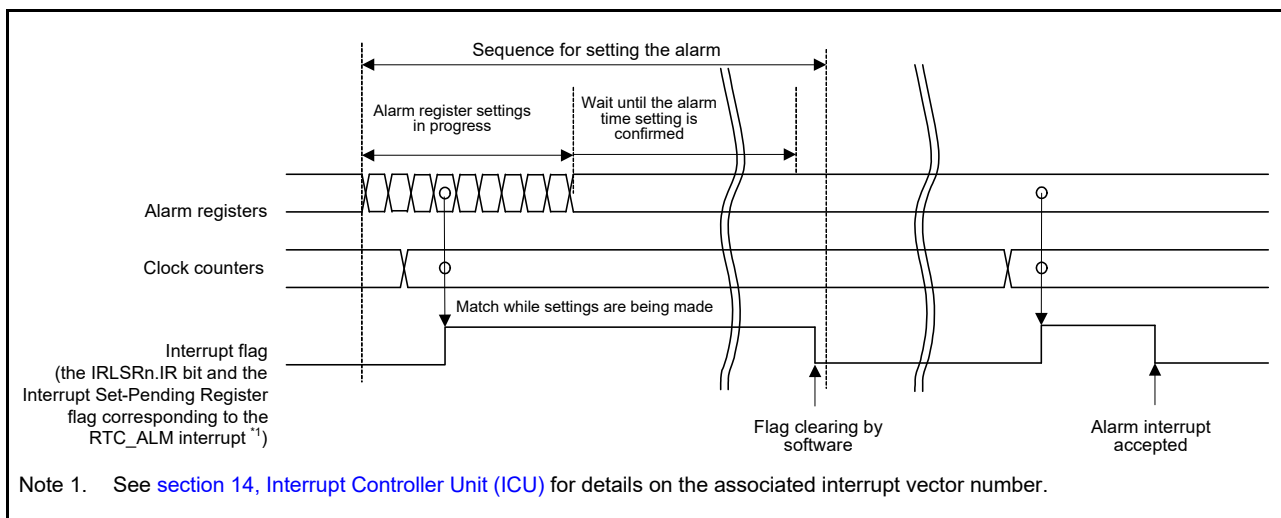 Sequence for setting the alarm
Alarm register settings
in progress
Wait until the alarm
time setting is
confirmed
Alarm registers
Clock counters
Match while settings are being made
Interrupt flag
(the IRLSRn.IR bit and the
Interrupt Set-Pending Register
flag corresponding to the
RTC_ALM interrupt *1)
Flag clearing by
software
Alarm interrupt
accepted
Note 1. See section 14, Interrupt Controller Unit (ICU) for details on the associated interrupt vector number.